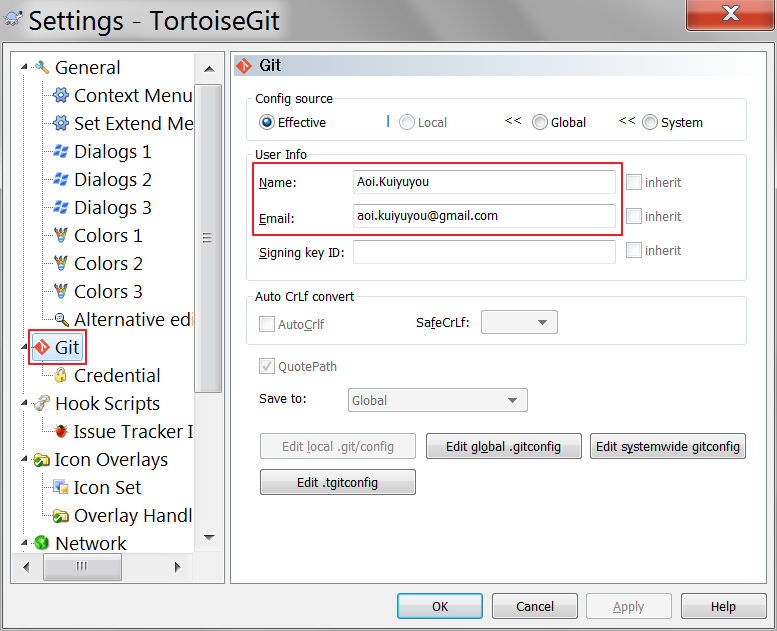 Settings - TortoiseGit
General
Context Menu
Set Extend Me
Dialogs 1
Dialogs 2
Dialogs 3
Colors 1
Colors 2
Colors 3
Alternative edi
Git
Credential
Hook Scripts
Issue Tracker I
Icon Overlays
Icon Set
Overlay Handl
Network
Git
Config source
Effective | Local << Global << System
User Info
Name: Aoi.Kuiyuyou inherit
Email: aoi.kuiyuyou@gmail.com inherit
Signing key ID: inherit
Auto CrLf convert
AutoCrlf SafeCrLf:
QuotePath
Save to: Global
Edit local .git/config Edit global .gitconfig Edit systemwide gitconfig
Edit .tgitconfig
OK Cancel Apply Help